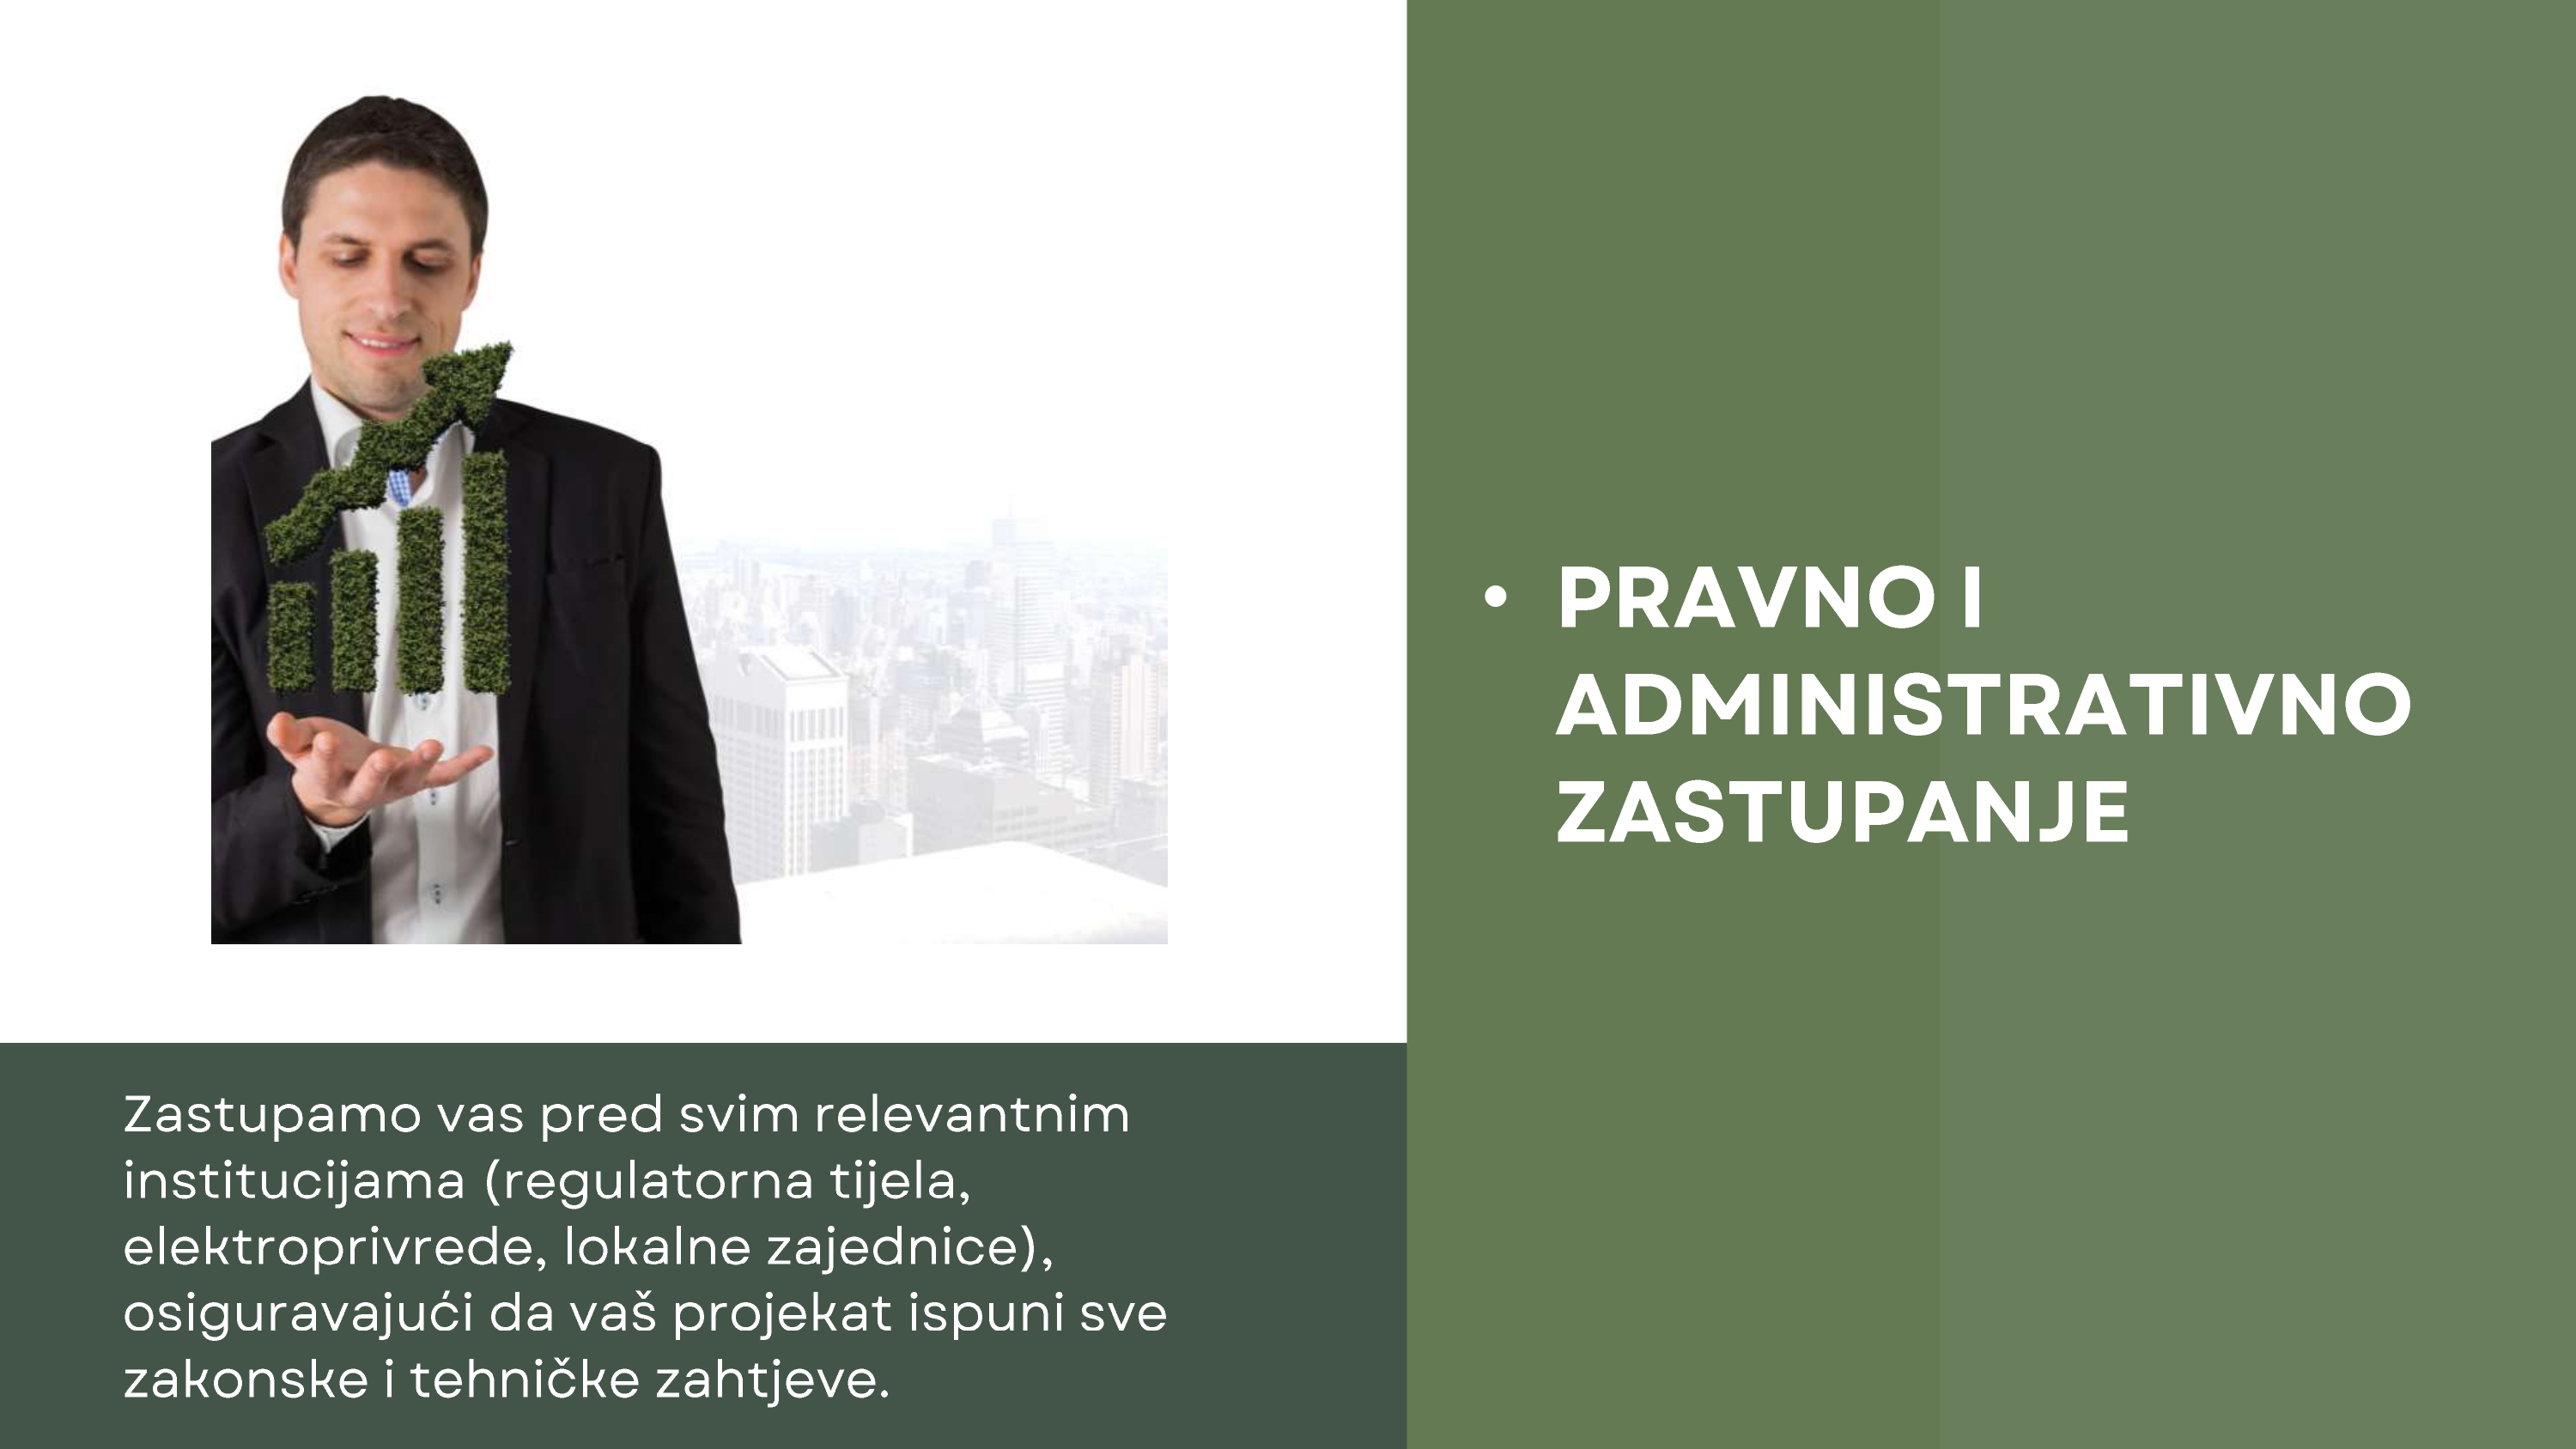 • PRAVNO I
ADMINISTRATIVNO
ZASTUPANJE
Zastupamo vas pred svim relevantnim
institucijama (regulatorna tijela,
elektroprivrede, lokalne zajednice),
osiguravajući da vaš projekat ispuni sve
zakonske i tehničke zahtjeve.